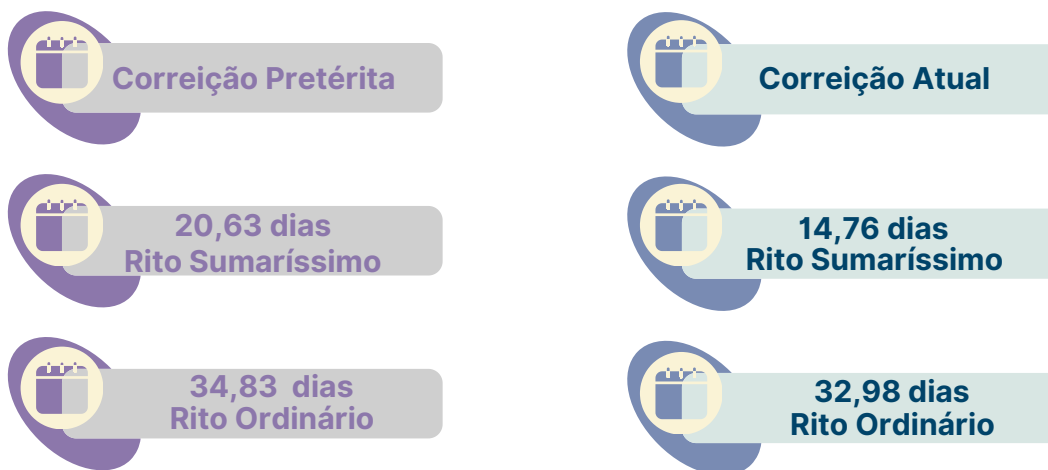 Correição Pretérita
20,63 dias
Rito Sumaríssimo
34,83 dias
Rito Ordinário
Correição Atual
14,76 dias
Rito Sumaríssimo
32,98 dias
Rito Ordinário